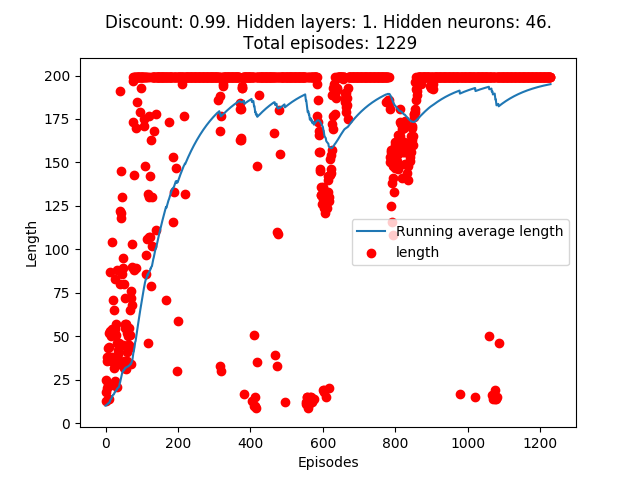 Discount: 0.99. Hidden layers: 1. Hidden neurons: 46.
Total episodes: 1229
200
175
150
125
100
75
50
25
0
Length
Running average length
length
0 200 400 600 800 1000 1200
Episodes